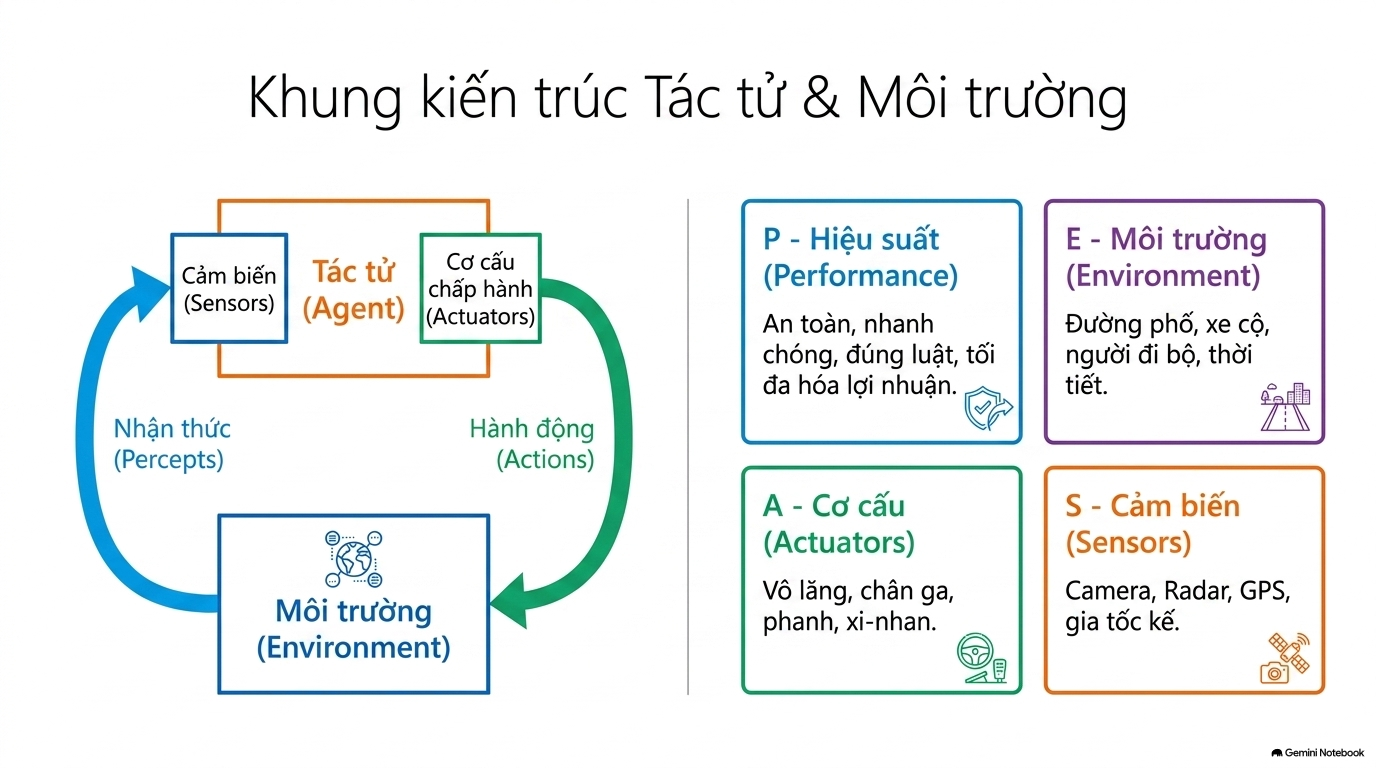 Khung kiến trúc Tác tử & Môi trường
Cảm biến
(Sensors)
Tác tử
(Agent)
Cơ cấu
chấp hành
(Actuators)
Nhận thức
(Percepts)
Hành động
(Actions)
Môi trường
(Environment)
P - Hiệu suất
(Performance)
An toàn, nhanh
chóng, đúng luật, tối
đa hóa lợi nhuận.
E - Môi trường
(Environment)
Đường phố, xe cộ,
người đi bộ, thời
tiết.
A - Cơ cấu
(Actuators)
Vô lăng, chân ga,
phanh, xi-nhan.
S - Cảm biến
(Sensors)
Camera, Radar, GPS,
gia tốc kế.
Gemini Notebook